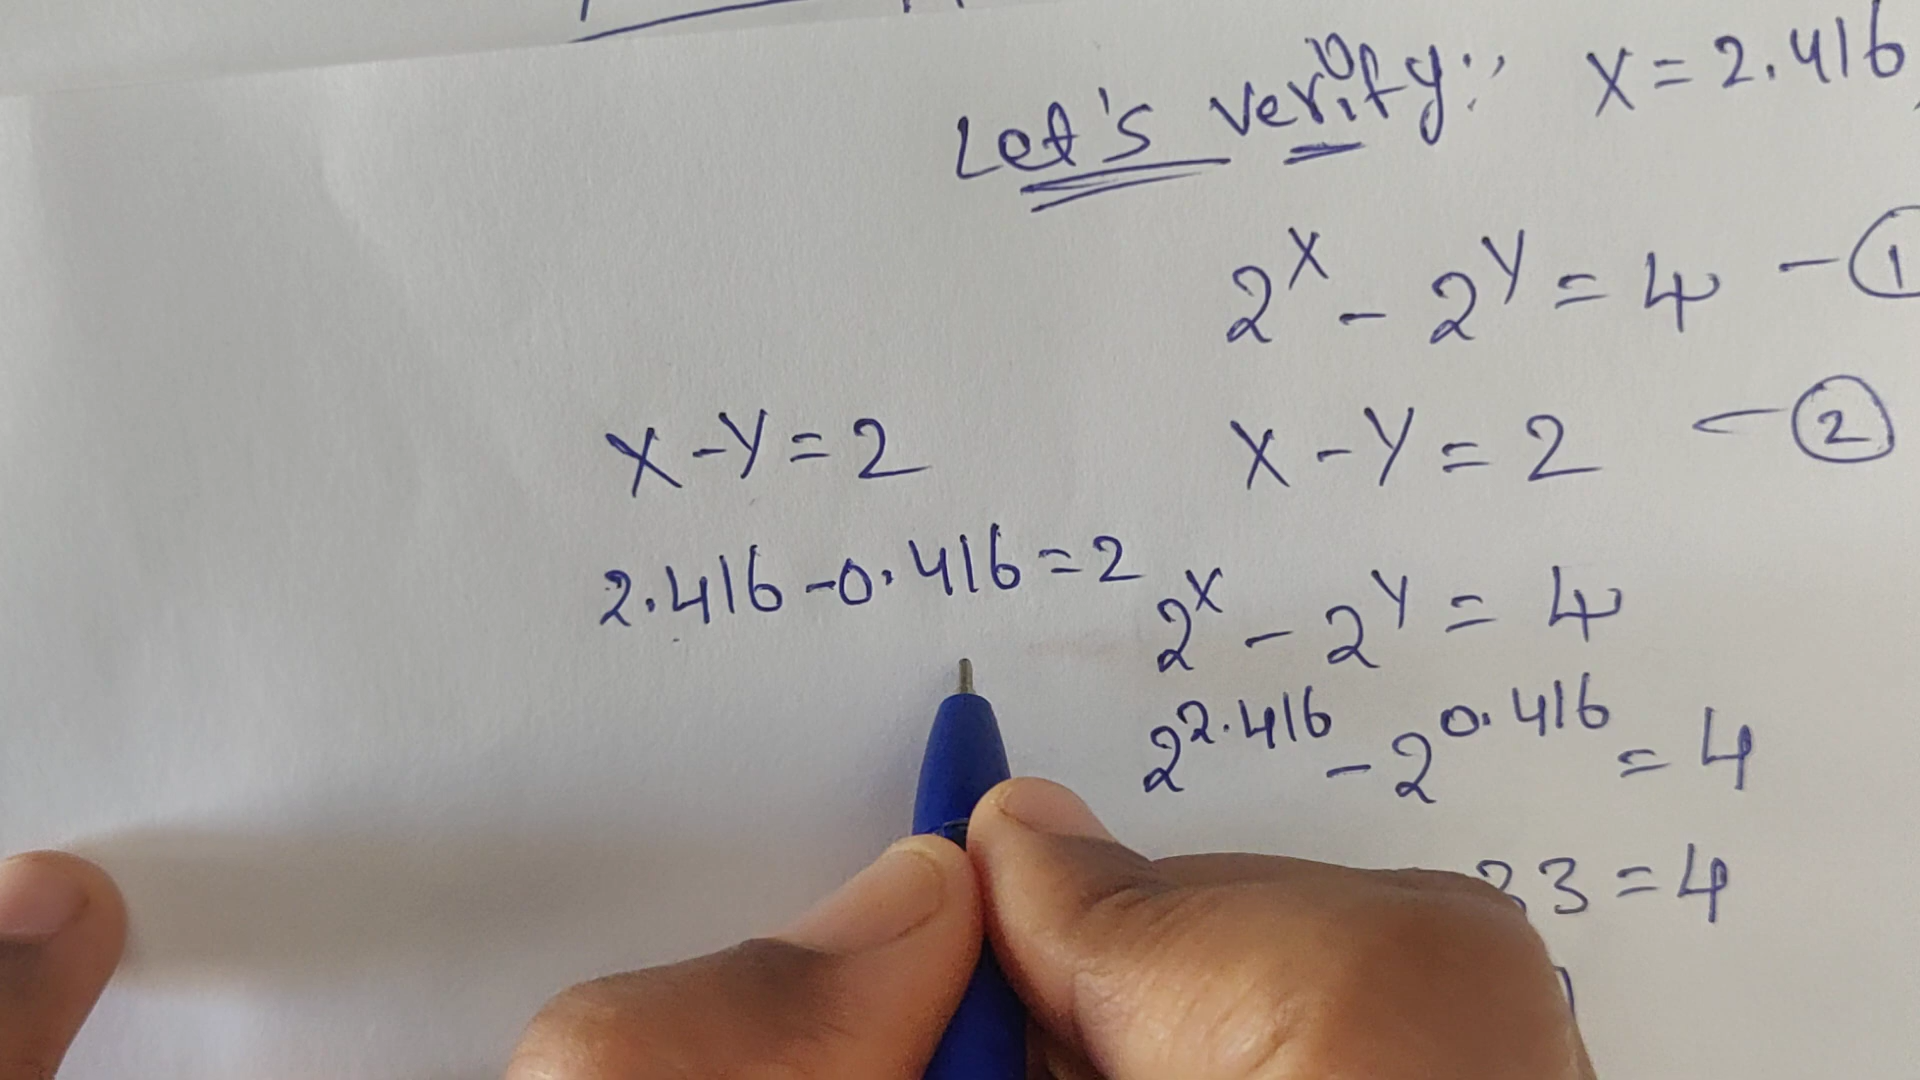 Let's verify: X = 2.416,
2^X - 2^Y = 4 - ①
X - Y = 2
X - Y = 2 - ②
2.416 - 0.416 = 2
2^X - 2^Y = 4
2^2.416 - 2^0.416 = 4
33 = 4